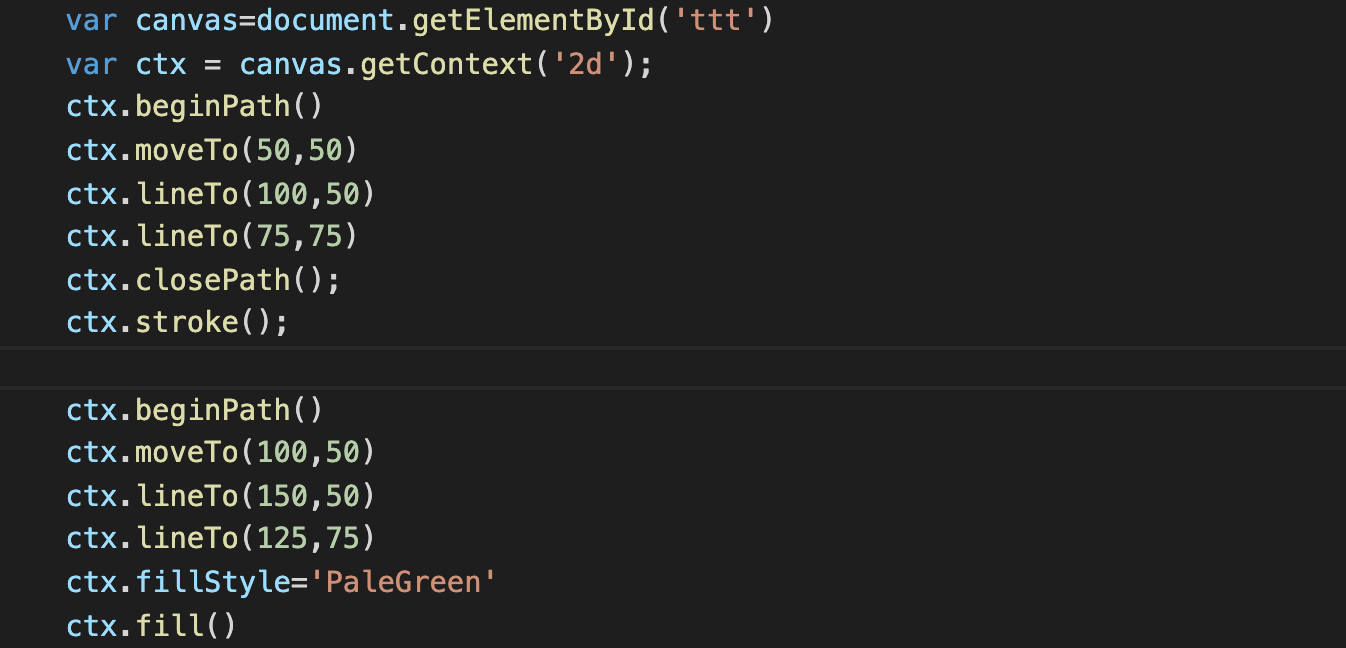 var canvas=document.getElementById('ttt')
var ctx = canvas.getContext('2d');
ctx.beginPath()
ctx.moveTo(50,50)
ctx.lineTo(100,50)
ctx.lineTo(75,75)
ctx.closePath();
ctx.stroke();
ctx.beginPath()
ctx.moveTo(100,50)
ctx.lineTo(150,50)
ctx.lineTo(125,75)
ctx.fillStyle='PaleGreen'
ctx.fill()